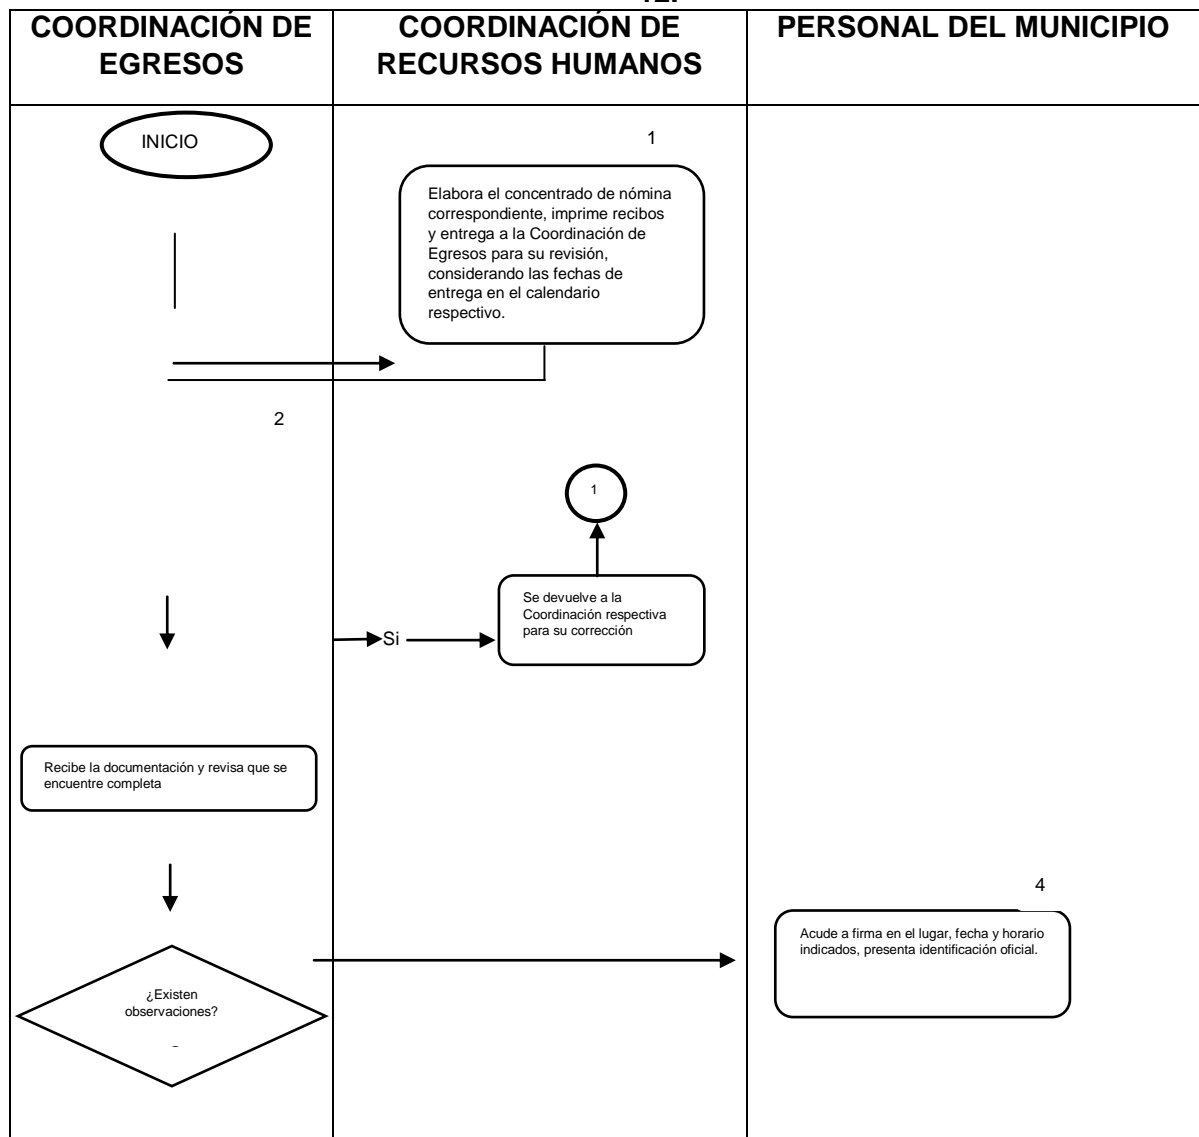 COORDINACIÓN DE
EGRESOS
COORDINACIÓN DE
RECURSOS HUMANOS
PERSONAL DEL MUNICIPIO
INICIO
1
Elabora el concentrado de nómina
correspondiente, imprime recibos
y entrega a la Coordinación de
Egresos para su revisión,
considerando las fechas de
entrega en el calendario
respectivo.
2
1
Se devuelve a la
Coordinación respectiva
para su corrección
Si
Recibe la documentación y revisa que se
encuentre completa
4
Acude a firma en el lugar, fecha y horario
indicados, presenta identificación oficial.
¿Existen
observaciones?